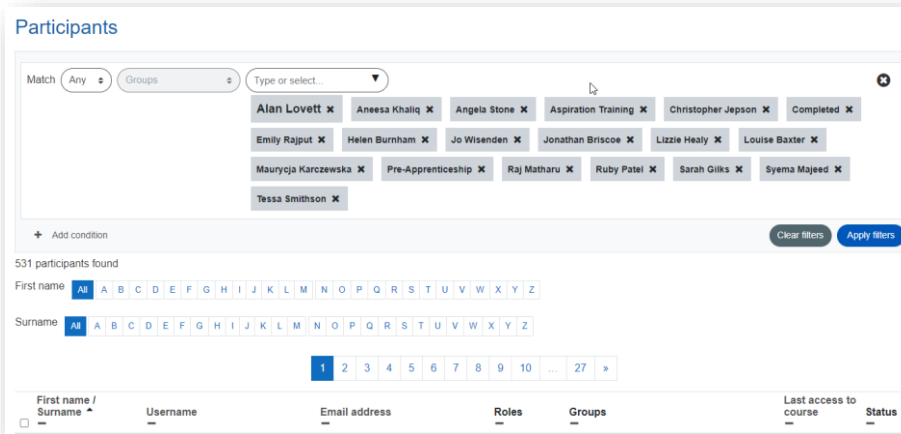 Participants
Match Any Groups Type or select...
Alan Lovett × Aneesa Khaliq × Angela Stone × Aspiration Training × Christopher Jepson × Completed ×
Emily Rajput × Helen Burnham × Jo Wisenden × Jonathan Briscoe × Lizzie Healy × Louise Baxter ×
Maurycja Karczewska × Pre-Apprenticeship × Raj Matharu × Ruby Patel × Sarah Gilks × Syema Majeed ×
Tessa Smithson ×
+ Add condition Clear filters Apply filters
531 participants found
First name All A B C D E F G H I J K L M N O P Q R S T U V W X Y Z
Surname All A B C D E F G H I J K L M N O P Q R S T U V W X Y Z
1 2 3 4 5 6 7 8 9 10 ... 27 »
First name / Last access to
Surname Username Email address Roles Groups course Status